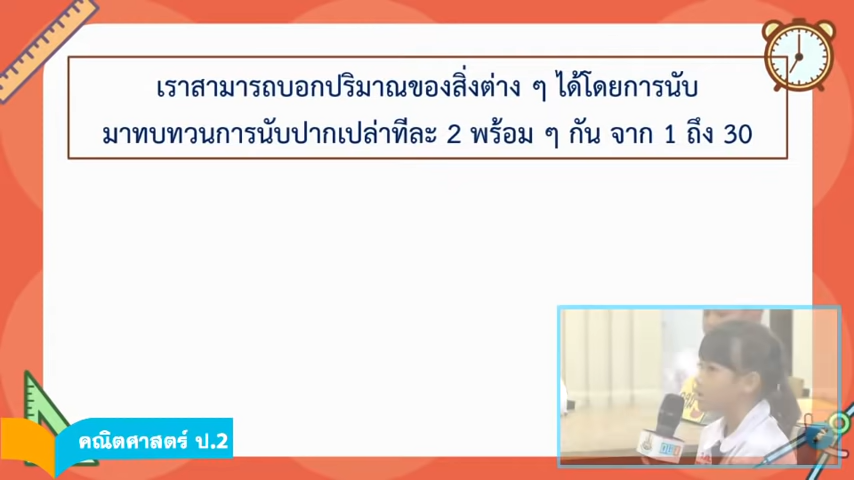 เราสามารถบอกปริมาณของสิ่งต่าง ๆ ได้โดยการนับ
มาทบทวนการนับปากเปล่าทีละ 2 พร้อม ๆ กัน จาก 1 ถึง 30
คณิตศาสตร์ ป.2